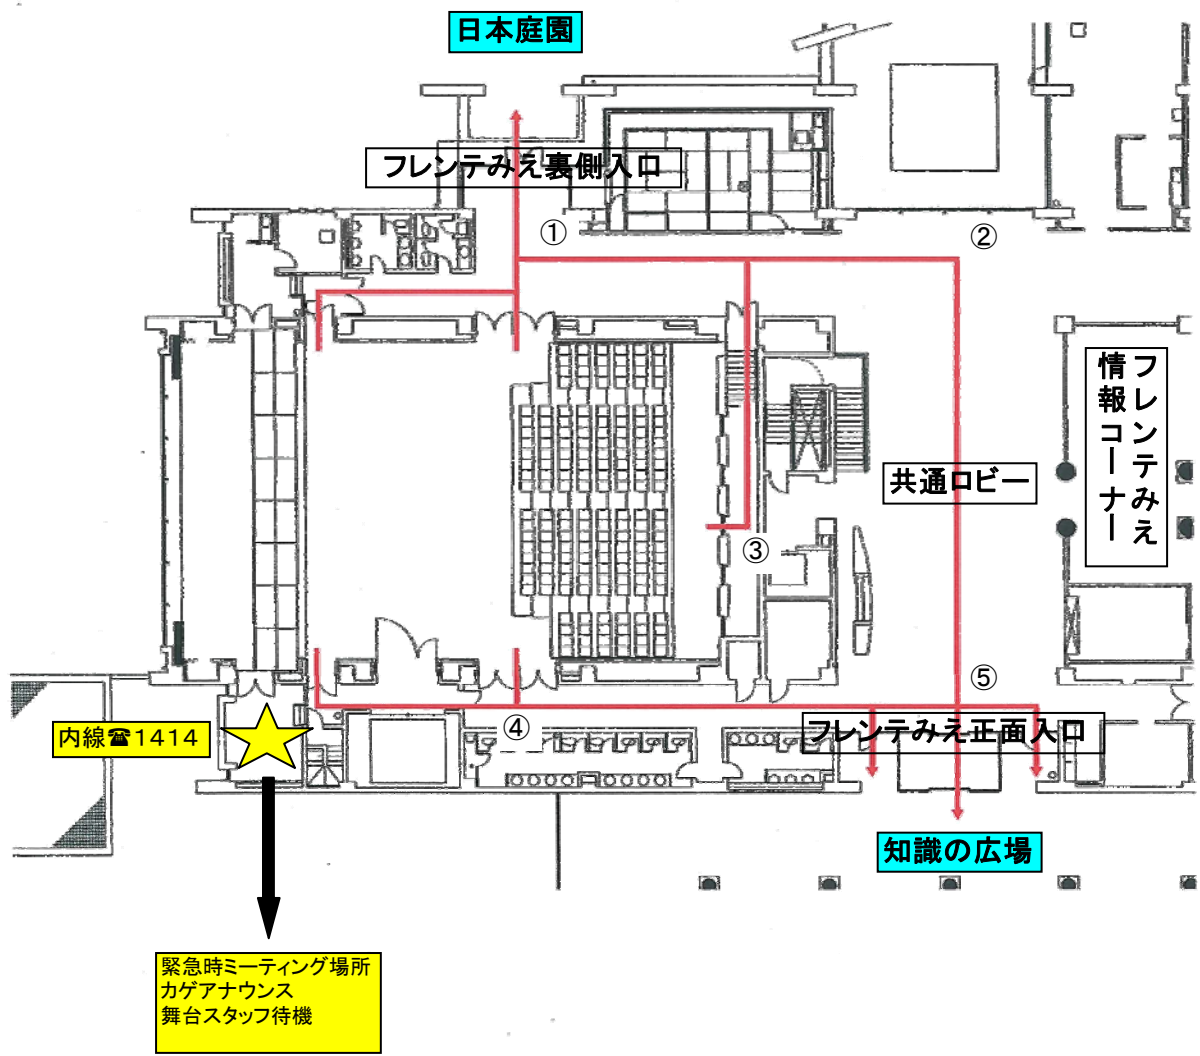 日本庭園
フレンテみえ裏側入口
①
②
フレンテみえ
情報コーナー
共通ロビー
③
⑤
④
フレンテみえ正面入口
内線☎1414
知識の広場
緊急時ミーティング場所
カゲアナウンス
舞台スタッフ待機